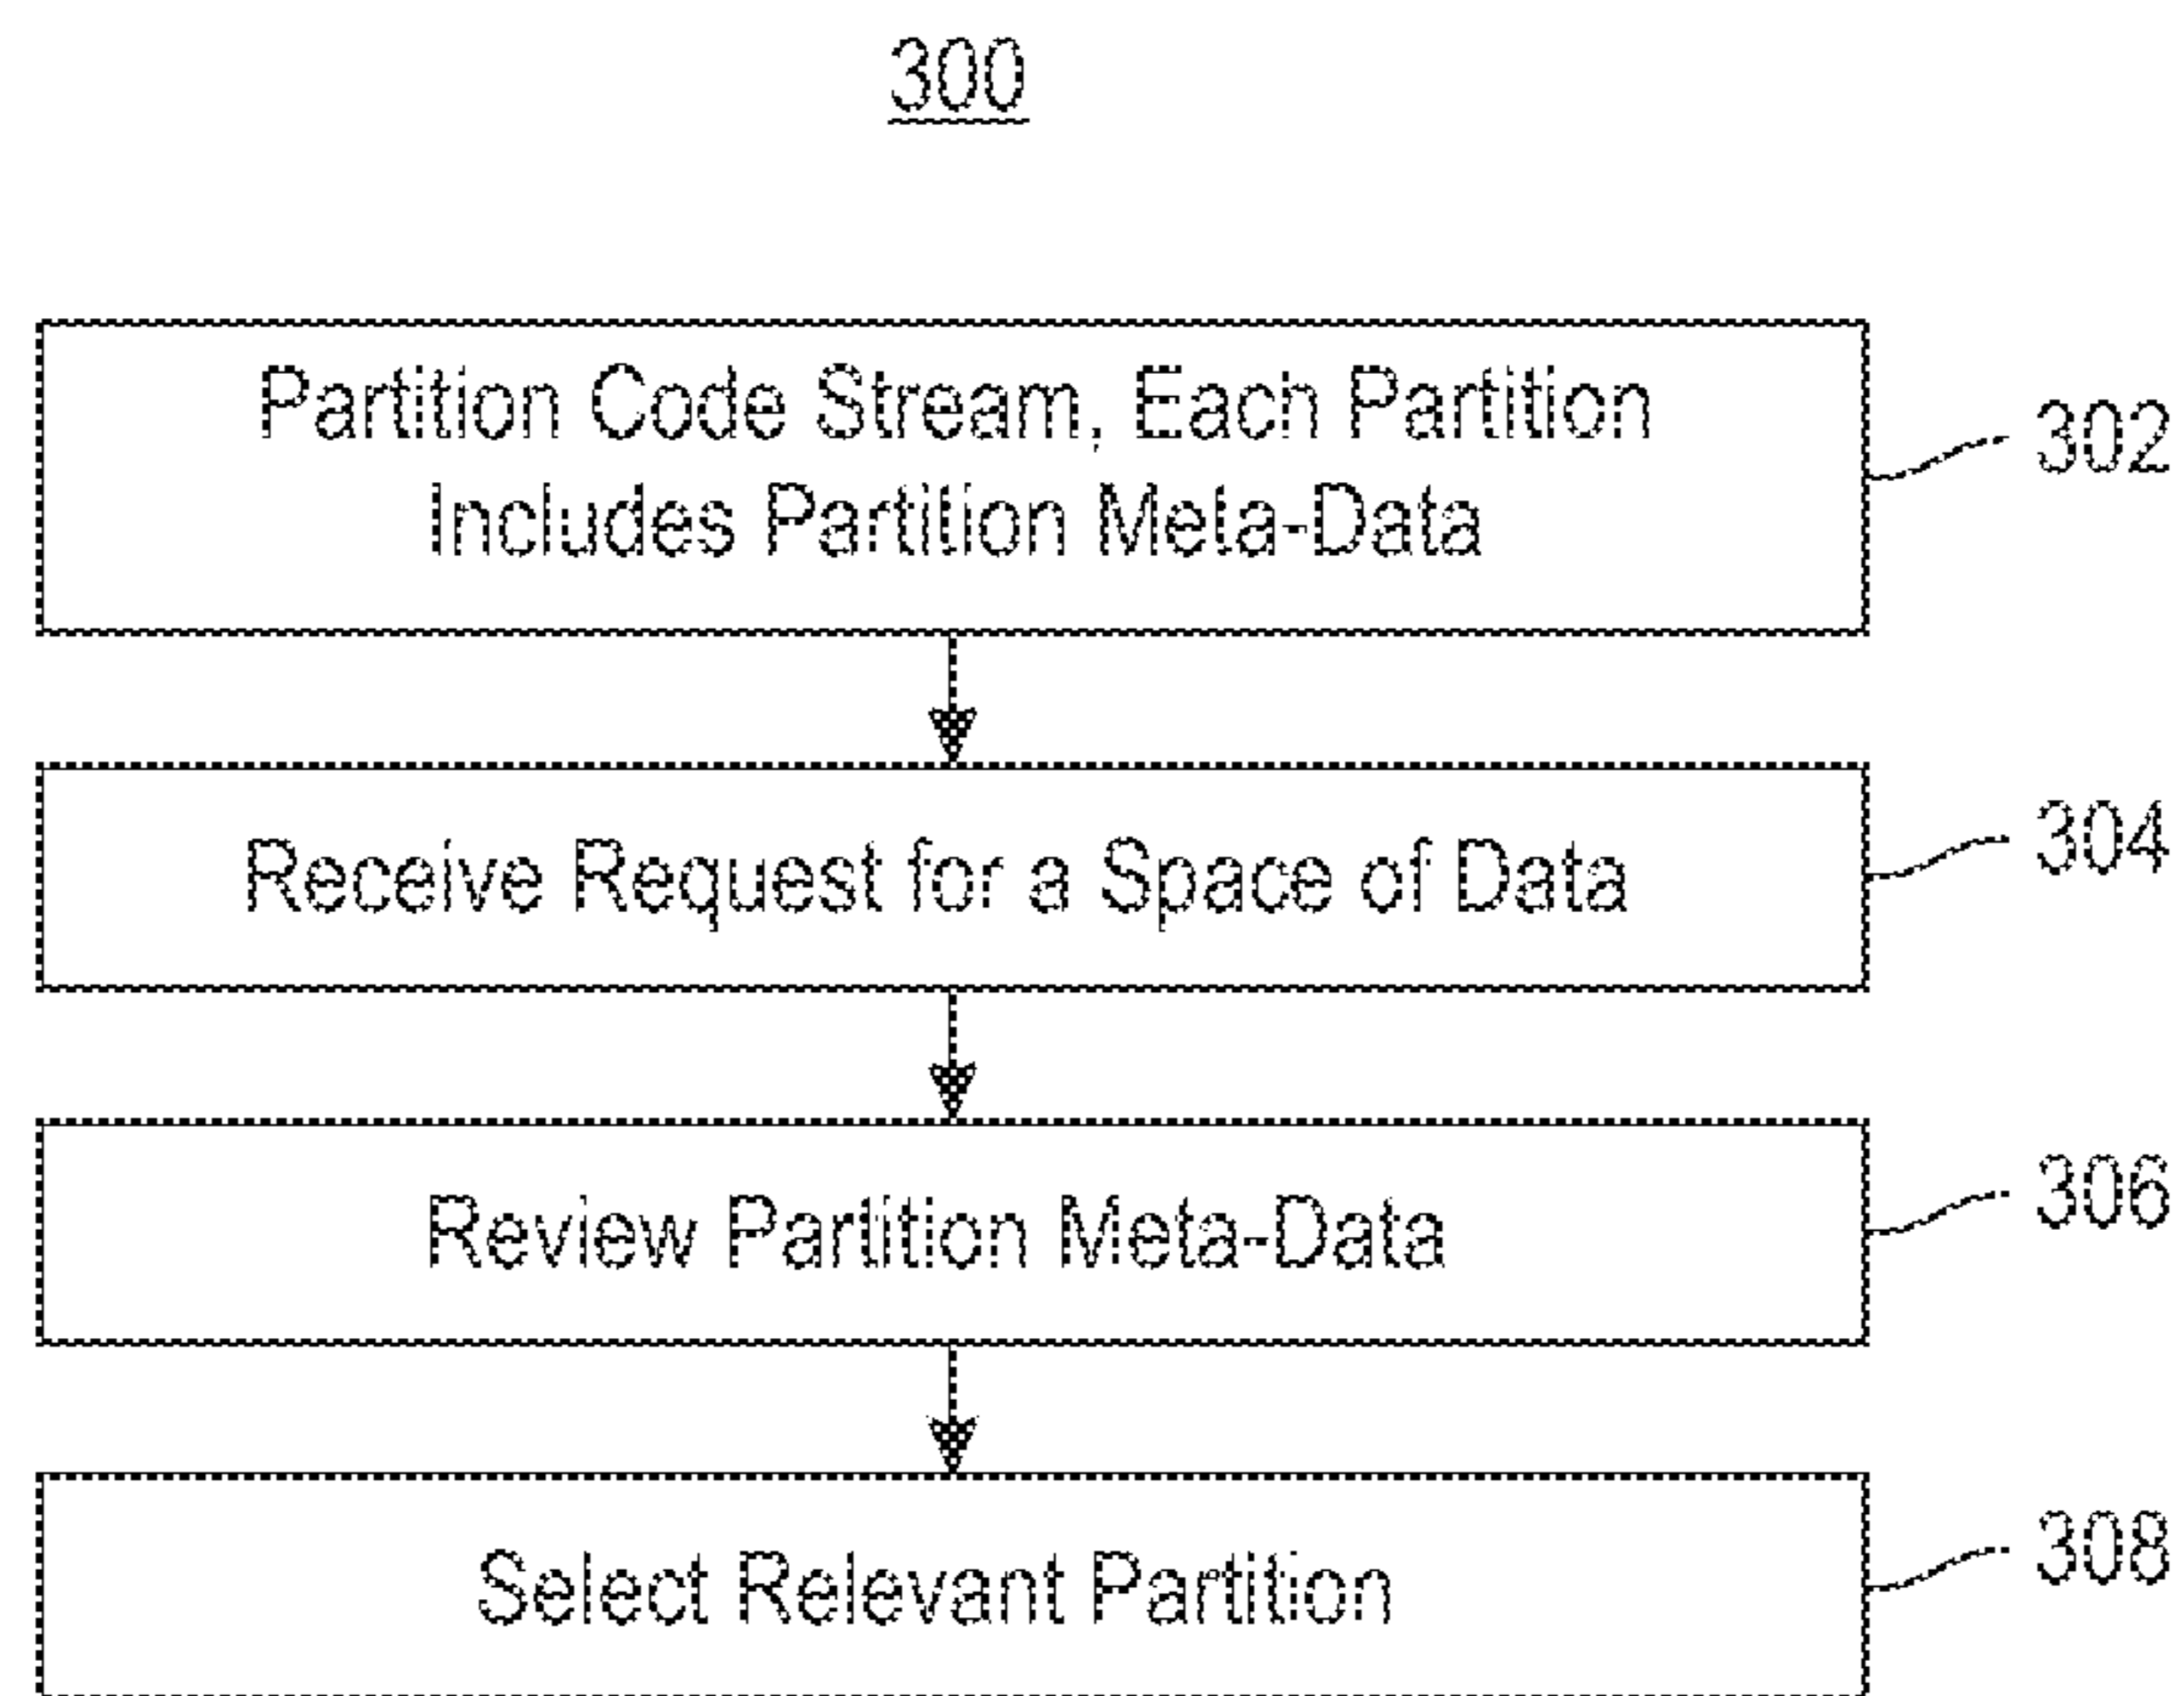 300
Partition Code Stream, Each Partition
Includes Partition Meta-Data
302
Receive Request for a Space of Data
304
Review Partition Meta-Data
306
Select Relevant Partition
308